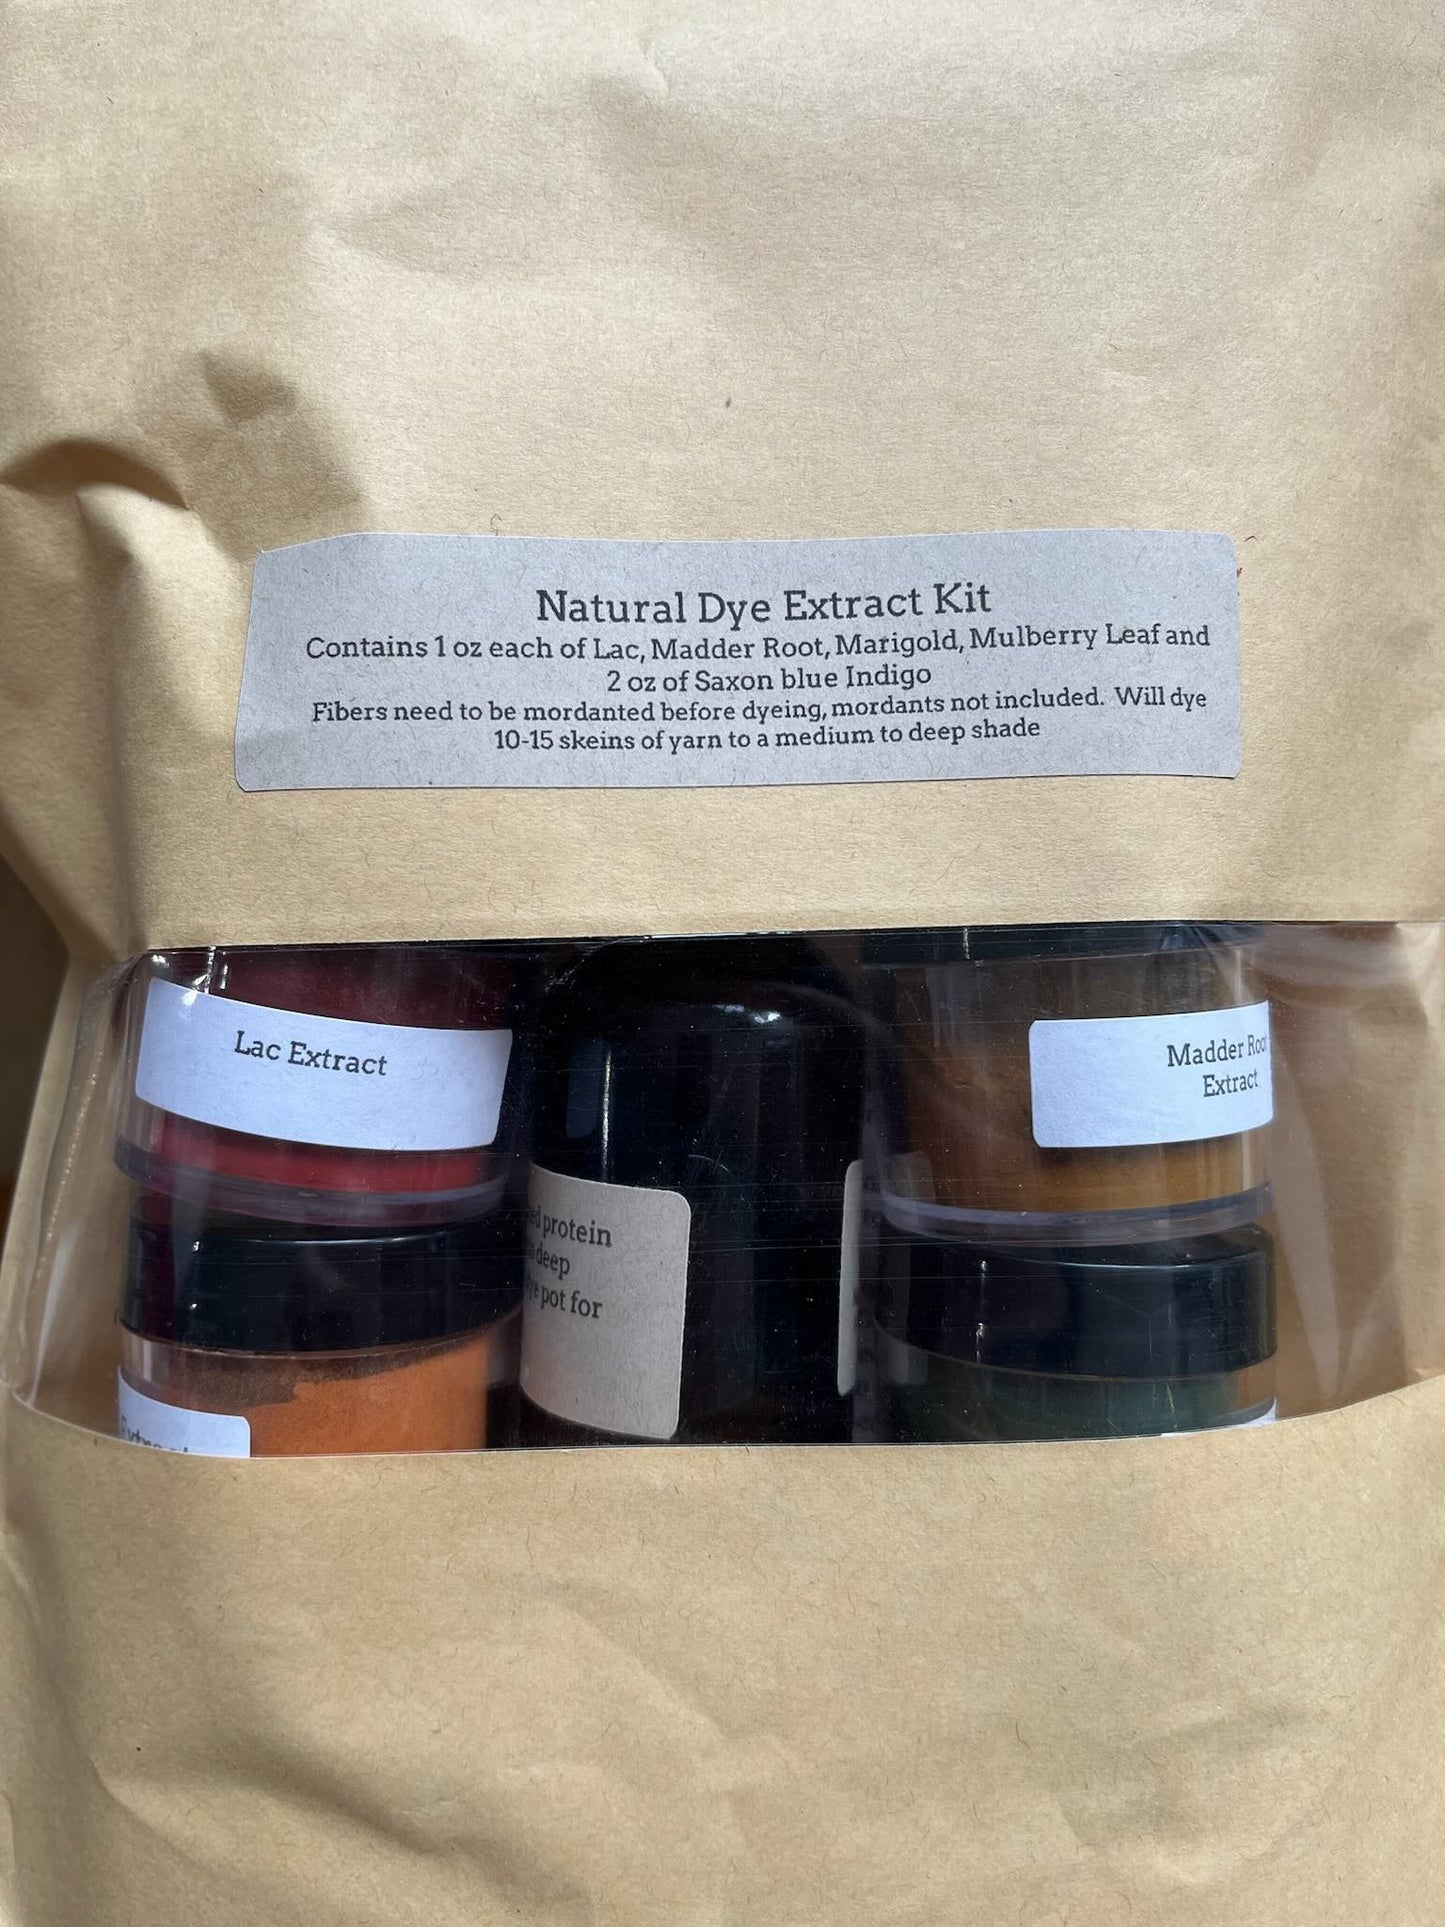 Natural Dye Extract Kit
Contains 1 oz each of Lac, Madder Root, Marigold, Mulberry Leaf and
2 oz of Saxon blue Indigo
Fibers need to be mordanted before dyeing, mordants not included. Will dye
10-15 skeins of yarn to a medium to deep shade
Lac Extract
Madder Roo
Extract
protein
deep
pot for